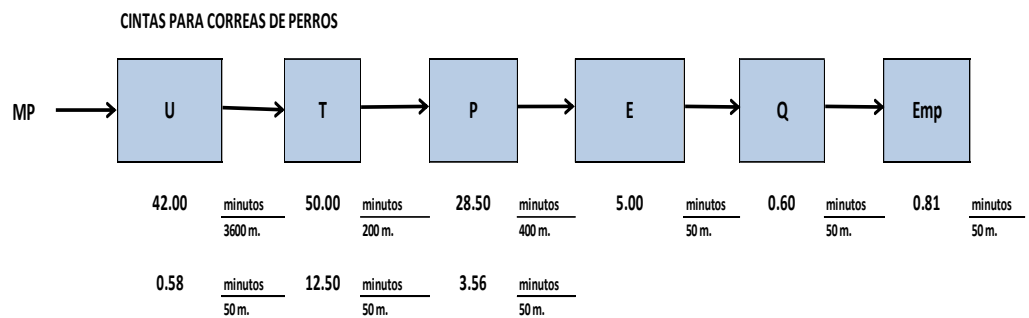 CINTAS PARA CORREAS DE PERROS
MP U T P E Q Emp
42.00 minutos 50.00 minutos 28.50 minutos 5.00 minutos 0.60 minutos 0.81 minutos
3600 m. 200 m. 400 m. 50 m. 50 m. 50 m.
0.58 minutos 12.50 minutos 3.56 minutos
50 m. 50 m. 50 m.